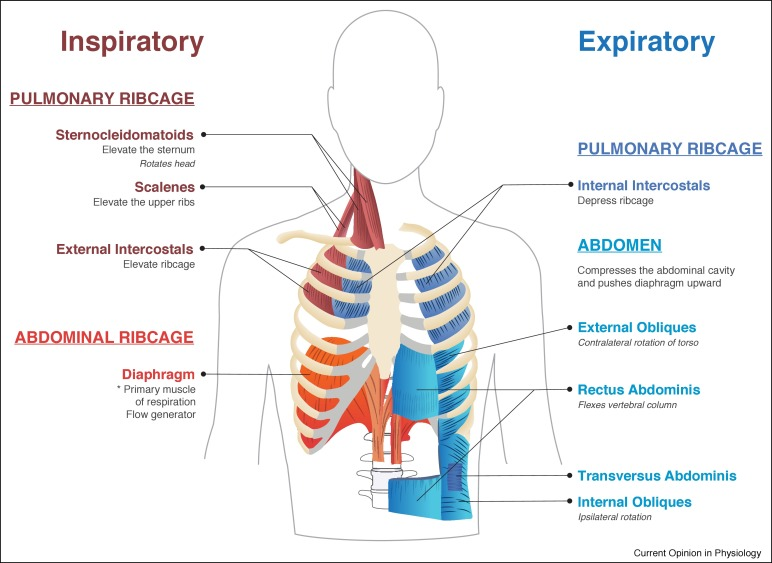 Inspiratory
PULMONARY RIBCAGE
Sternocleidomatoids
Elevate the sternum
Rotates head
Scalenes
Elevate the upper ribs
External Intercostals
Elevate ribcage
ABDOMINAL RIBCAGE
Diaphragm
* Primary muscle
of respiration
Flow generator
Expiratory
PULMONARY RIBCAGE
Internal Intercostals
Depress ribcage
ABDOMEN
Compresses the abdominal cavity
and pushes diaphragm upward
External Obliques
Contralateral rotation of torso
Rectus Abdominis
Flexes vertebral column
Transversus Abdominis
Internal Obliques
Ipsilateral rotation
Current Opinion in Physiology